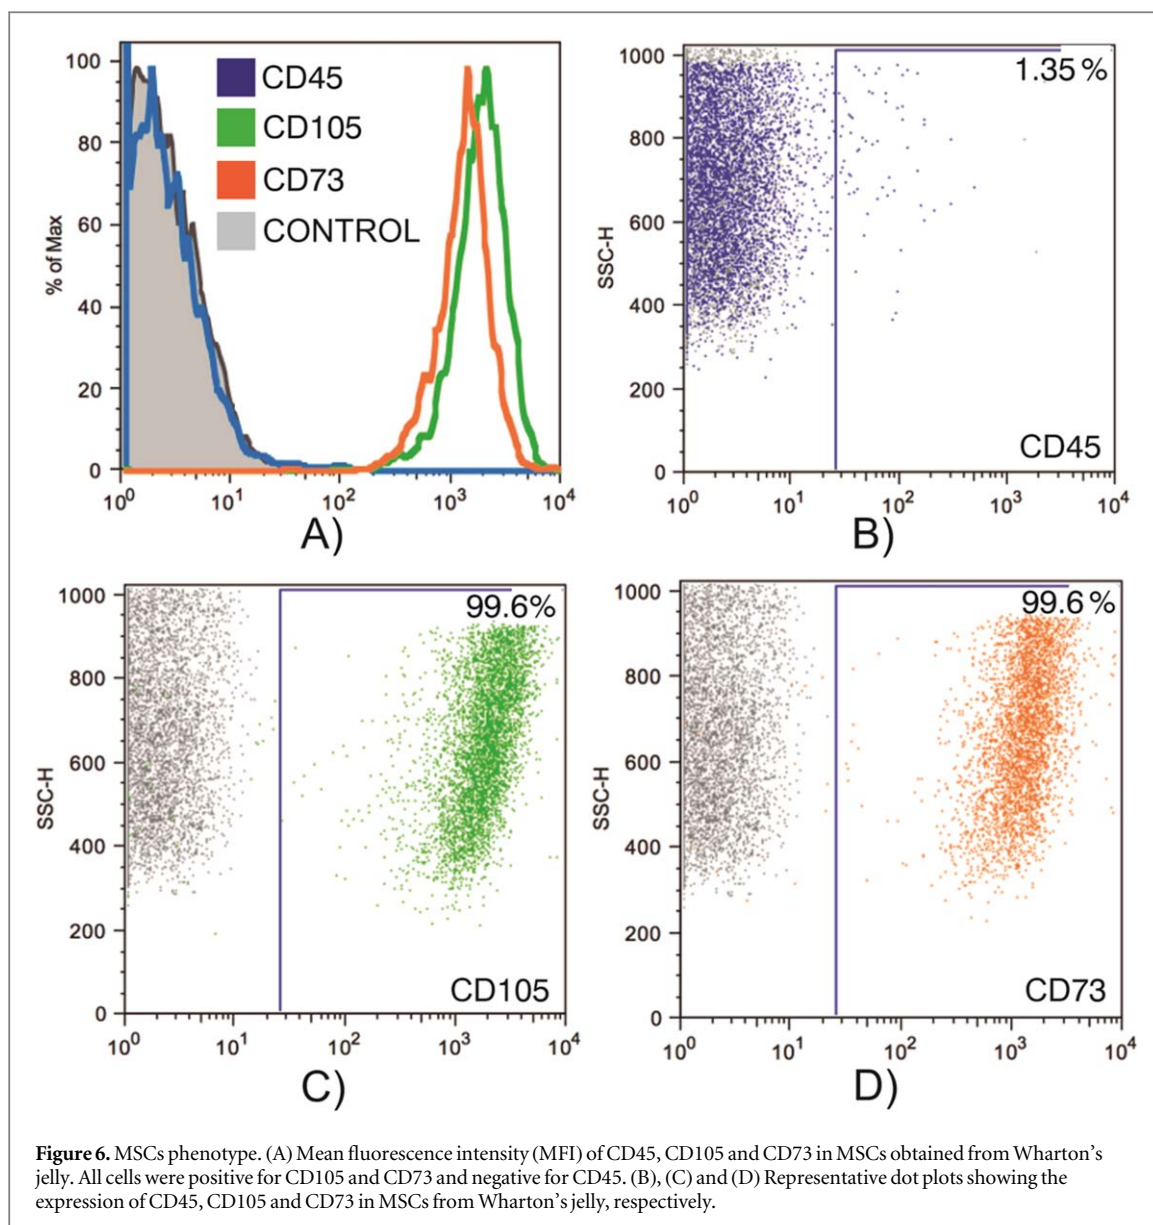 100
80
60
40
20
0
% of Max
CD45
CD105
CD73
CONTROL
10⁰ 10¹ 10² 10³ 10⁴
A)
1000
800
600
400
200
0
SSC-H
1.35 %
CD45
10⁰ 10¹ 10² 10³ 10⁴
B)
1000
800
600
400
200
0
SSC-H
99.6%
CD105
10⁰ 10¹ 10² 10³ 10⁴
C)
1000
800
600
400
200
0
SSC-H
99.6 %
CD73
10⁰ 10¹ 10² 10³ 10⁴
D)
Figure 6. MSCs phenotype. (A) Mean fluorescence intensity (MFI) of CD45, CD105 and CD73 in MSCs obtained from Wharton's
jelly. All cells were positive for CD105 and CD73 and negative for CD45. (B), (C) and (D) Representative dot plots showing the
expression of CD45, CD105 and CD73 in MSCs from Wharton's jelly, respectively.